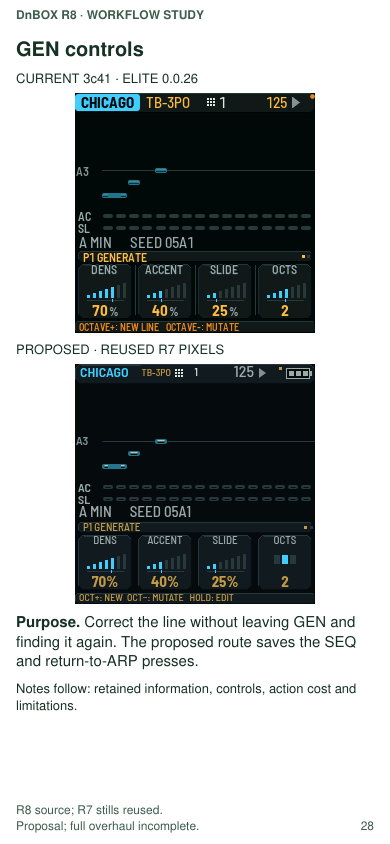 DnBOX R8 · WORKFLOW STUDY
GEN controls
CURRENT 3c41 · ELITE 0.0.26
CHICAGO TB-3PO 1 125
A3
AC
SL
A MIN SEED 05A1
P1 GENERATE
DENS ACCENT SLIDE OCTS
70% 40% 25% 2
OCTAVE+: NEW LINE OCTAVE-: MUTATE
PROPOSED · REUSED R7 PIXELS
CHICAGO TB-3PO 1 125
A3
AC
SL
A MIN SEED 05A1
P1 GENERATE
DENS ACCENT SLIDE OCTS
70% 40% 25% 2
OCT+: NEW OCT-: MUTATE HOLD: EDIT
Purpose. Correct the line without leaving GEN and
finding it again. The proposed route saves the SEQ
and return-to-ARP presses.
Notes follow: retained information, controls, action cost and
limitations.
R8 source; R7 stills reused.
Proposal; full overhaul incomplete. 28